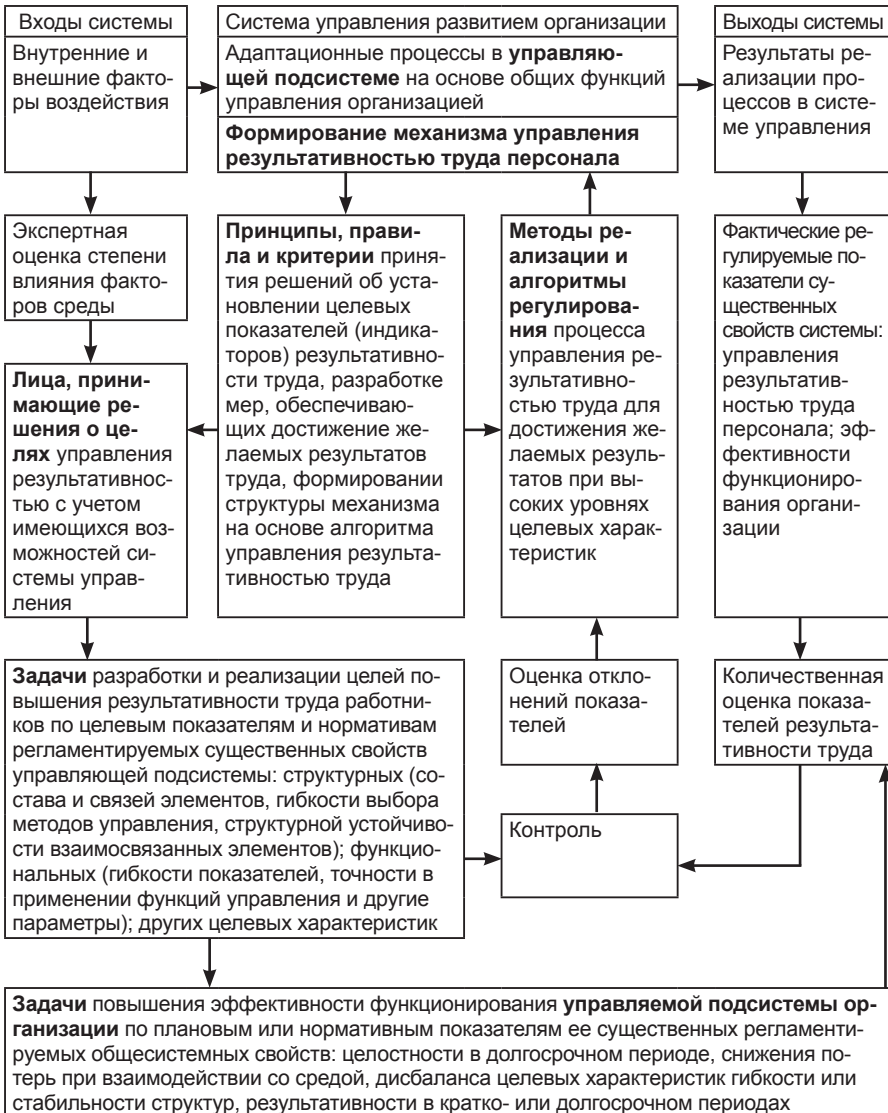 Входы системы
Внутренние и
внешние факто-
ры воздействия
Система управления развитием организации
Адаптационные процессы в управляю-
щей подсистеме на основе общих функций
управления организацией
Формирование механизма управления
результативностью труда персонала
Выходы системы
Результаты ре-
ализации про-
цессов в систе-
ме управления
Экспертная
оценка степени
влияния факто-
ров среды
Лица, прини-
мающие ре-
шения о це-
лях управления
результативнос-
тью с учетом
имеющихся воз-
можностей си-
стемы управ-
ления
Принципы, прави-
ла и критерии приня-
тия решений об уста-
новлении целевых
показателей (индика-
торов) результативно-
сти труда, разработке
мер, обеспечиваю-
щих достижение же-
лаемых результатов
труда, формировании
структуры механизма
на основе алгоритма
управления результа-
тивностью труда
Методы ре-
ализации и
алгоритмы
регулирова-
ния процесса
управления ре-
зультативно-
стью труда для
достижения же-
лаемых резуль-
татов при вы-
соких уровнях
целевых харак-
теристик
Фактические ре-
гулируемые по-
казатели су-
щественных
свойств системы:
управления
результатив-
ностью труда
персонала; эф-
фективности
функциониро-
вания органи-
зации
Задачи разработки и реализации целей по-
вышения результативности труда работни-
ков по целевым показателям и нормативам
регламентируемых существенных свойств
управляющей подсистемы: структурных (со-
става и связей элементов, гибкости выбора
методов управления, структурной устойчиво-
сти взаимосвязанных элементов); функцио-
нальных (гибкости показателей, точности в
применении функций управления и другие
параметры); других целевых характеристик
Оценка откло-
нений показа-
телей
Контроль
Количественная
оценка показа-
телей результа-
тивности труда
Задачи повышения эффективности функционирования управляемой подсистемы ор-
ганизации по плановым или нормативным показателям ее существенных регламенти-
руемых общесистемных свойств: целостности в долгосрочном периоде, снижения по-
терь при взаимодействии со средой, дисбаланса целевых характеристик гибкости или
стабильности структур, результативности в кратко- или долгосрочном периодах